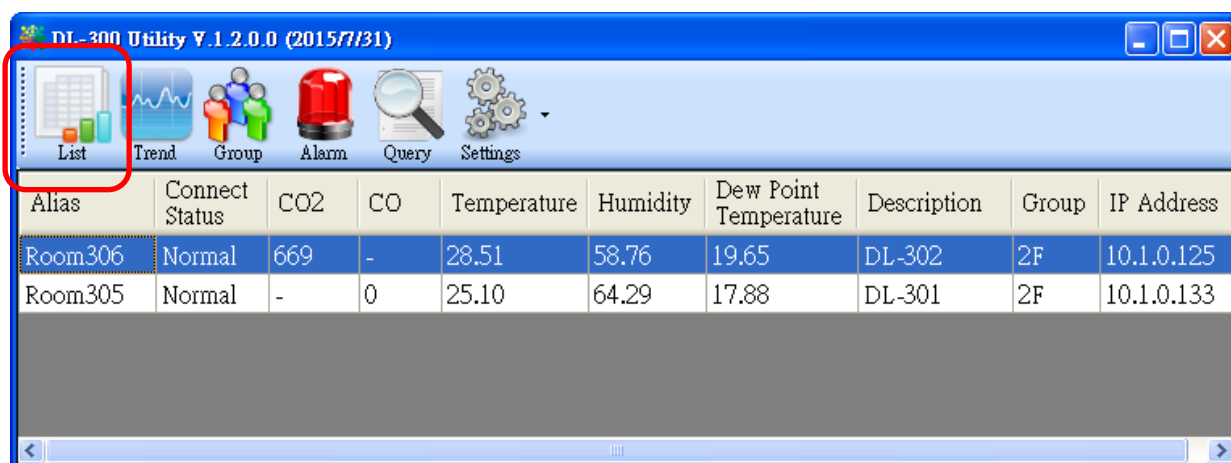 DL-300 Utility V.1.2.0.0 (2015/7/31)
List Trend Group Alarm Query Settings
Alias Connect Status CO2 CO Temperature Humidity Dew Point Temperature Description Group IP Address
Room306 Normal 669 - 28.51 58.76 19.65 DL-302 2F 10.1.0.125
Room305 Normal - 0 25.10 64.29 17.88 DL-301 2F 10.1.0.133